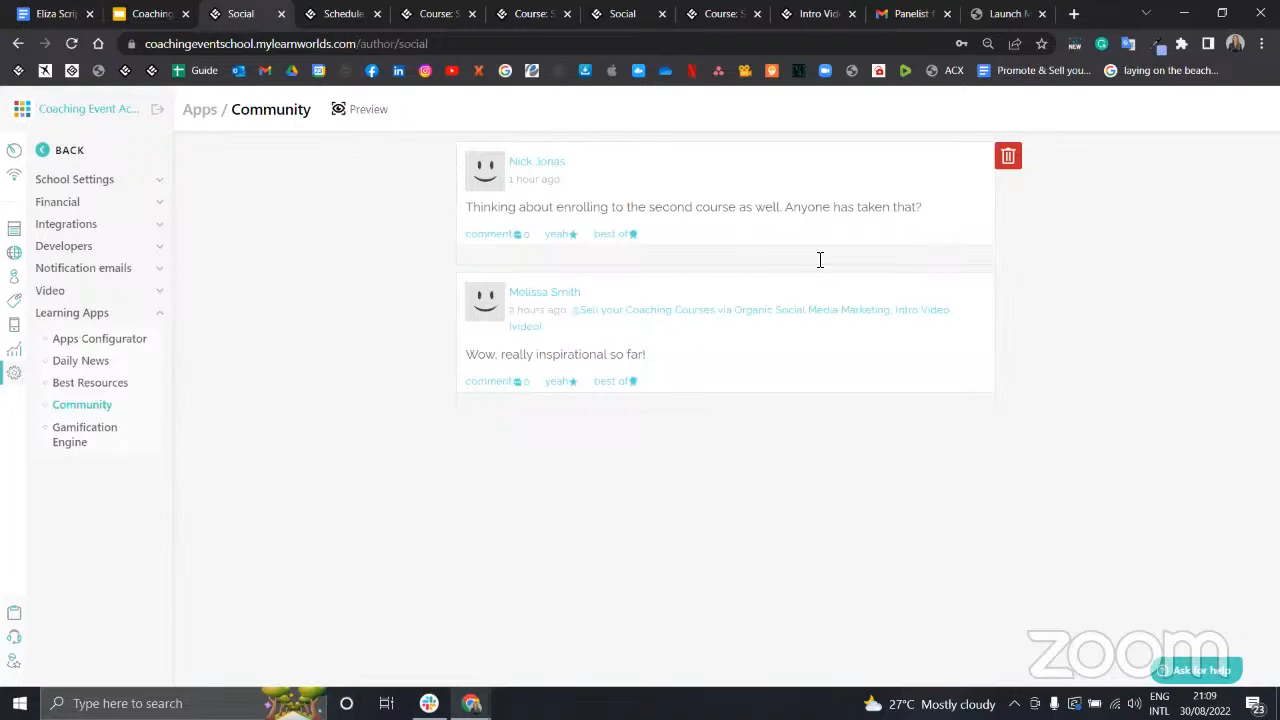 Eliza Scrip
Coaching
Social
Schedule
Course:
Course:
Social
Course: S
Intro Vide
Panelist f
Launch M
coachingeventschool.mylearnworlds.com/author/social
Guide
ACX
Promote & Sell you...
laying on the beach...
Coaching Event Ac...
Apps / Community
Preview
BACK
School Settings
Financial
Integrations
Developers
Notification emails
Video
Learning Apps
Apps Configurator
Daily News
Best Resources
Community
Gamification
Engine
Nick Jonas
1 hour ago
Thinking about enrolling to the second course as well. Anyone has taken that?
comment 0 yeah best of
Melissa Smith
2 hours ago @Sell your Coaching Courses via Organic Social Media Marketing, Intro Video
(video)
Wow, really inspirational so far!
comment 0 yeah best of
zoom
Ask for help
Type here to search
27°C Mostly cloudy
ENG
INTL
21:09
30/08/2022
23